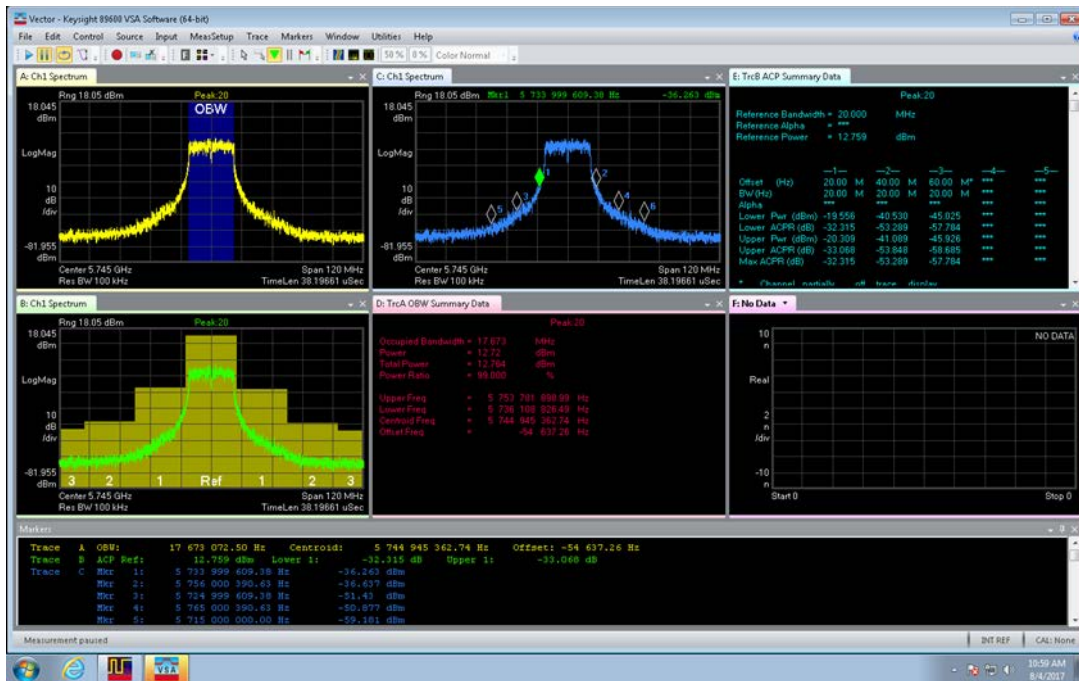 Vector - Keysight 89600 VSA Software (64-bit)
File Edit Control Source Input MeasSetup Trace Markers Window Utilities Help
50% 0% Color Normal
A: Ch1 Spectrum
Rng 18.05 dBm Peak:20
OBW
18.045
dBm
LogMag
10
dB
/div
-81.955
dBm
Center 5.745 GHz Span 120 MHz
Res BW 100 kHz TimeLen 38.19661 uSec
C: Ch1 Spectrum
Rng 18.05 dBm Mkr1 5 733 999 609.38 Hz -36.263 dBm
18.045
dBm
LogMag
10
dB
/div
-81.955
dBm
1 2 3 4 5 6
Center 5.745 GHz Span 120 MHz
Res BW 100 kHz TimeLen 38.19661 uSec
E: TrcB ACP Summary Data
Peak:20
Reference Bandwidth = 20.000 MHz
Reference Alpha = ***
Reference Power = 12.759 dBm
—1— —2— —3— —4— —5—
Offset (Hz) 20.00 M 40.00 M 60.00 M* *** ***
BW (Hz) 20.00 M 20.00 M 20.00 M *** ***
Alpha *** *** *** *** ***
Lower Pwr (dBm) -19.556 -40.530 -45.025 *** ***
Lower ACPR (dB) -32.315 -53.289 -57.784 *** ***
Upper Pwr (dBm) -20.309 -41.089 -45.926 *** ***
Upper ACPR (dB) -33.068 -53.848 -58.685 *** ***
Max ACPR (dB) -32.315 -53.289 -57.784 *** ***
* Channel partially off trace display
B: Ch1 Spectrum
Rng 18.05 dBm Peak:20
18.045
dBm
LogMag
10
dB
/div
-81.955
dBm
3 2 1 Ref 1 2 3
Center 5.745 GHz Span 120 MHz
Res BW 100 kHz TimeLen 38.19661 uSec
D: TrcA OBW Summary Data
Peak:20
Occupied Bandwidth = 17.673 MHz
Power = 12.72 dBm
Total Power = 12.764 dBm
Power Ratio = 99.000 %
Upper Freq = 5 753 781 898.99 Hz
Lower Freq = 5 736 108 826.49 Hz
Centroid Freq = 5 744 945 362.74 Hz
Offset Freq = -54 637.26 Hz
F: No Data
10
n
NO DATA
Real
2
n
/div
-10
n
Start 0 Stop 0
Markers
Trace A OBW: 17 673 072.50 Hz Centroid: 5 744 945 362.74 Hz Offset: -54 637.26 Hz
Trace B ACP Ref: 12.759 dBm Lower 1: -32.315 dB Upper 1: -33.068 dB
Trace C Mkr 1: 5 733 999 609.38 Hz -36.263 dBm
Mkr 2: 5 756 000 390.63 Hz -36.637 dBm
Mkr 3: 5 724 999 609.38 Hz -51.43 dBm
Mkr 4: 5 765 000 390.63 Hz -50.877 dBm
Mkr 5: 5 715 000 000.00 Hz -59.181 dBm
Measurement paused INT REF CAL: None
VSA
10:59 AM
8/4/2017